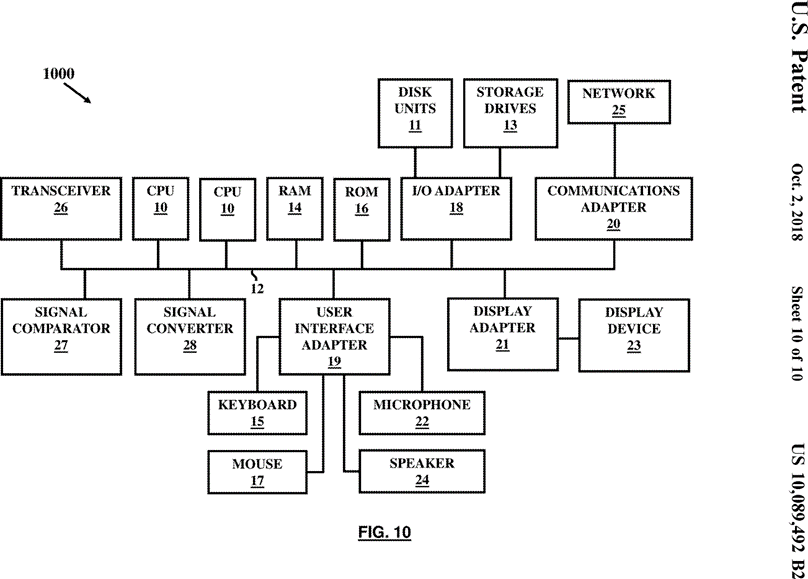 U.S. Patent
Oct. 2, 2018
Sheet 10 of 10
US 10,089,492 B2
1000
DISK
UNITS
11
STORAGE
DRIVES
13
NETWORK
25
TRANSCEIVER
26
CPU
10
CPU
10
RAM
14
ROM
16
I/O ADAPTER
18
COMMUNICATIONS
ADAPTER
20
12
SIGNAL
COMPARATOR
27
SIGNAL
CONVERTER
28
USER
INTERFACE
ADAPTER
19
DISPLAY
ADAPTER
21
DISPLAY
DEVICE
23
KEYBOARD
15
MICROPHONE
22
MOUSE
17
SPEAKER
24
FIG. 10